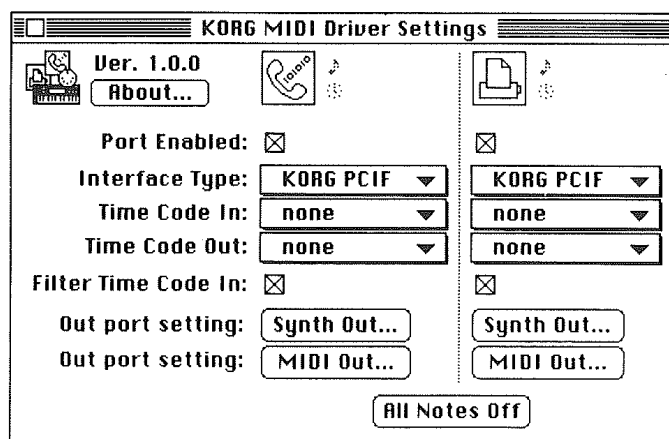 KORG MIDI Driver Settings
Ver. 1.0.0
About...
Port Enabled:
Interface Type: KORG PCIF KORG PCIF
Time Code In: none none
Time Code Out: none none
Filter Time Code In:
Out port setting: Synth Out... Synth Out...
Out port setting: MIDI Out... MIDI Out...
All Notes Off